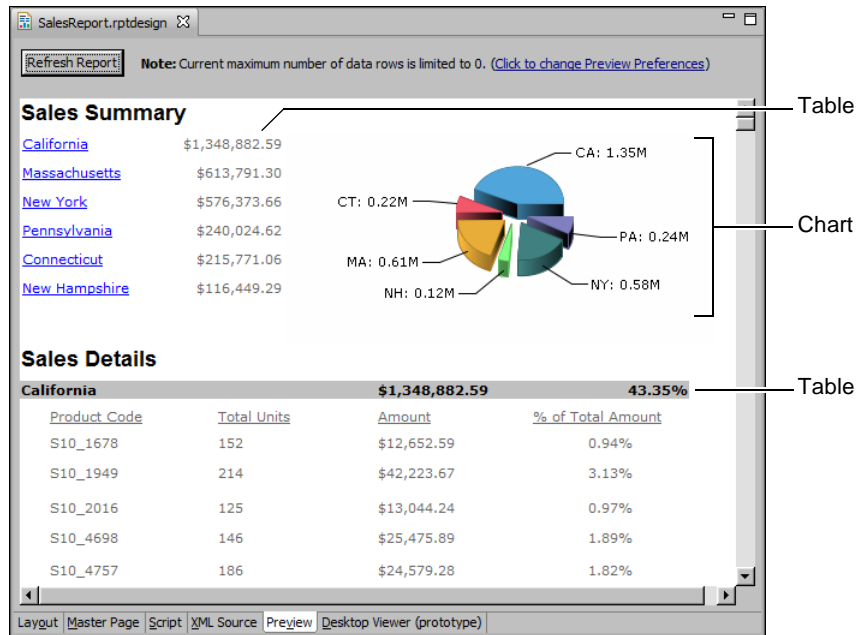 SalesReport.rptdesign
Refresh Report Note: Current maximum number of data rows is limited to 0. (Click to change Preview Preferences)
Sales Summary
Table
California $1,348,882.59
Massachusetts $613,791.30
New York $576,373.66
Pennsylvania $240,024.62
Connecticut $215,771.06
New Hampshire $116,449.29
CA: 1.35M
CT: 0.22M
PA: 0.24M
MA: 0.61M
NY: 0.58M
NH: 0.12M
Chart
Sales Details
California $1,348,882.59 43.35%
Table
Product Code Total Units Amount % of Total Amount
S10_1678 152 $12,652.59 0.94%
S10_1949 214 $42,223.67 3.13%
S10_2016 125 $13,044.24 0.97%
S10_4698 146 $25,475.89 1.89%
S10_4757 186 $24,579.28 1.82%
Layout Master Page Script XML Source Preview Desktop Viewer (prototype)